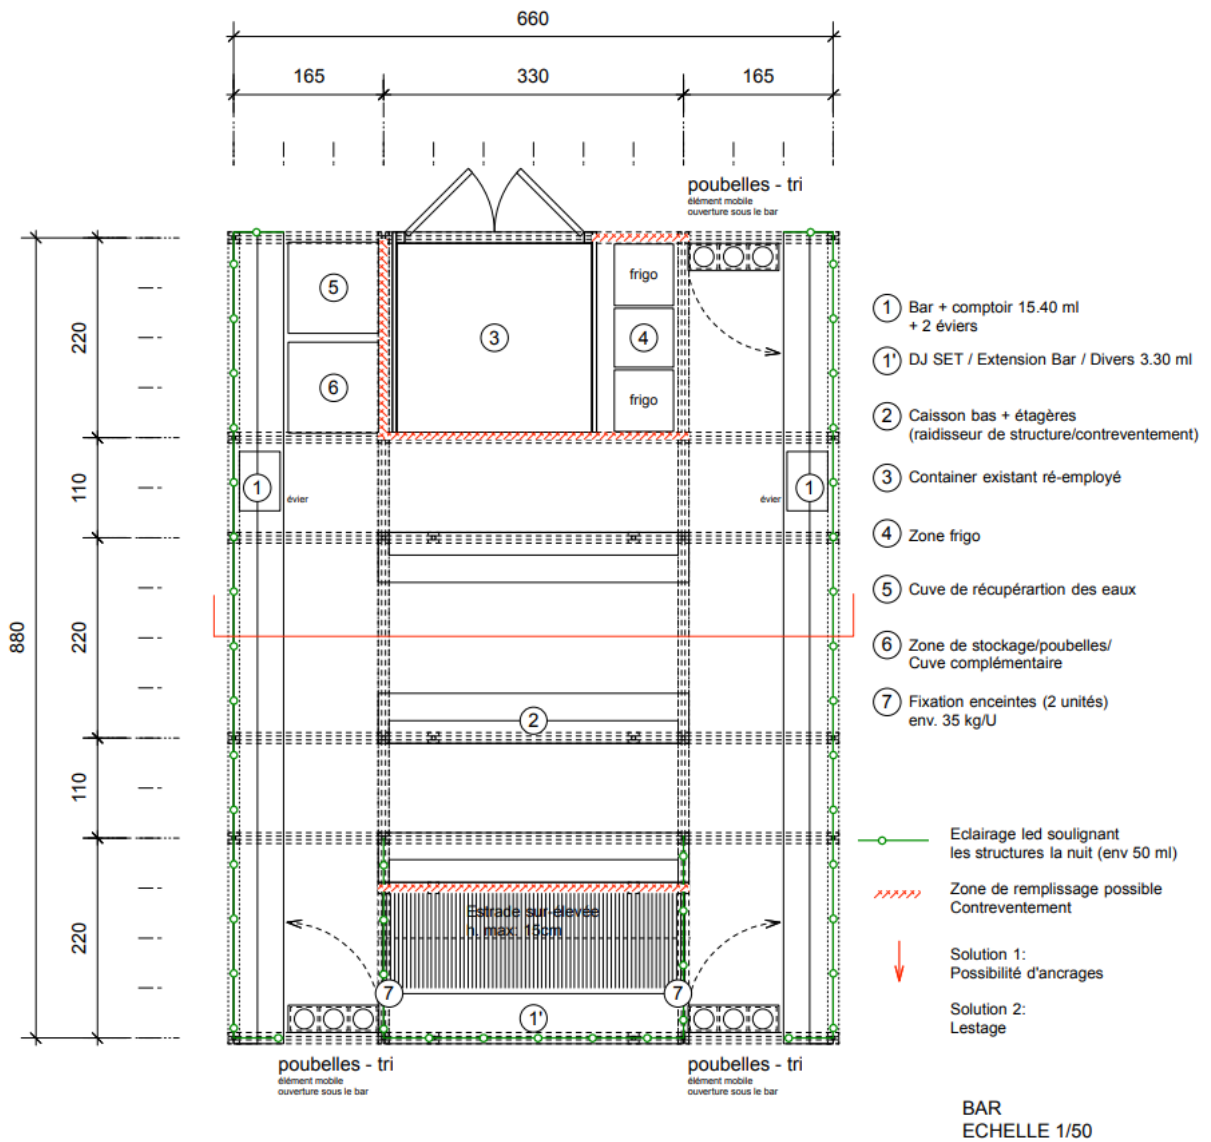 660
165
330
165
poubelles - tri
élément mobile
ouverture sous le bar
880
220
110
220
110
220
5
6
3
frigo
4
frigo
1
évier
évier
1
2
Estrade sur-élevée
h. max: 15cm
7
7
1'
poubelles - tri
élément mobile
ouverture sous le bar
poubelles - tri
élément mobile
ouverture sous le bar
1 Bar + comptoir 15.40 ml
+ 2 éviers
1' DJ SET / Extension Bar / Divers 3.30 ml
2 Caisson bas + étagères
(raidisseur de structure/contreventement)
3 Container existant ré-employé
4 Zone frigo
5 Cuve de récupérartion des eaux
6 Zone de stockage/poubelles/
Cuve complémentaire
7 Fixation enceintes (2 unités)
env. 35 kg/U
Eclairage led soulignant
les structures la nuit (env 50 ml)
Zone de remplissage possible
Contreventement
Solution 1:
Possibilité d'ancrages
Solution 2:
Lestage
BAR
ECHELLE 1/50